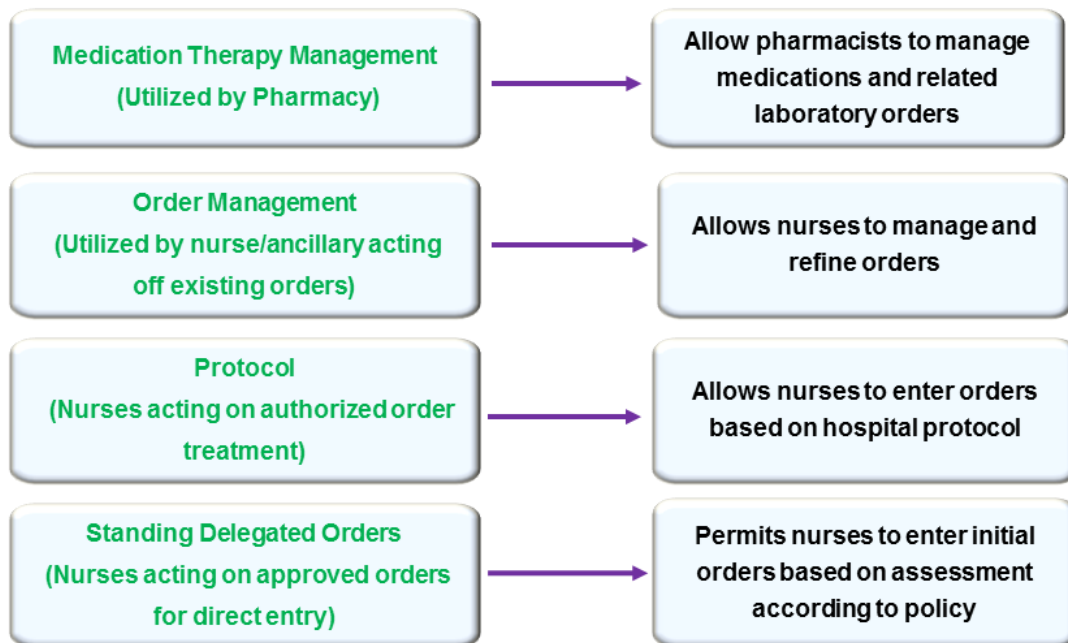 Medication Therapy Management
(Utilized by Pharmacy)
Allow pharmacists to manage
medications and related
laboratory orders
Order Management
(Utilized by nurse/ancillary acting
off existing orders)
Allows nurses to manage and
refine orders
Protocol
(Nurses acting on authorized order
treatment)
Allows nurses to enter orders
based on hospital protocol
Standing Delegated Orders
(Nurses acting on approved orders
for direct entry)
Permits nurses to enter initial
orders based on assessment
according to policy